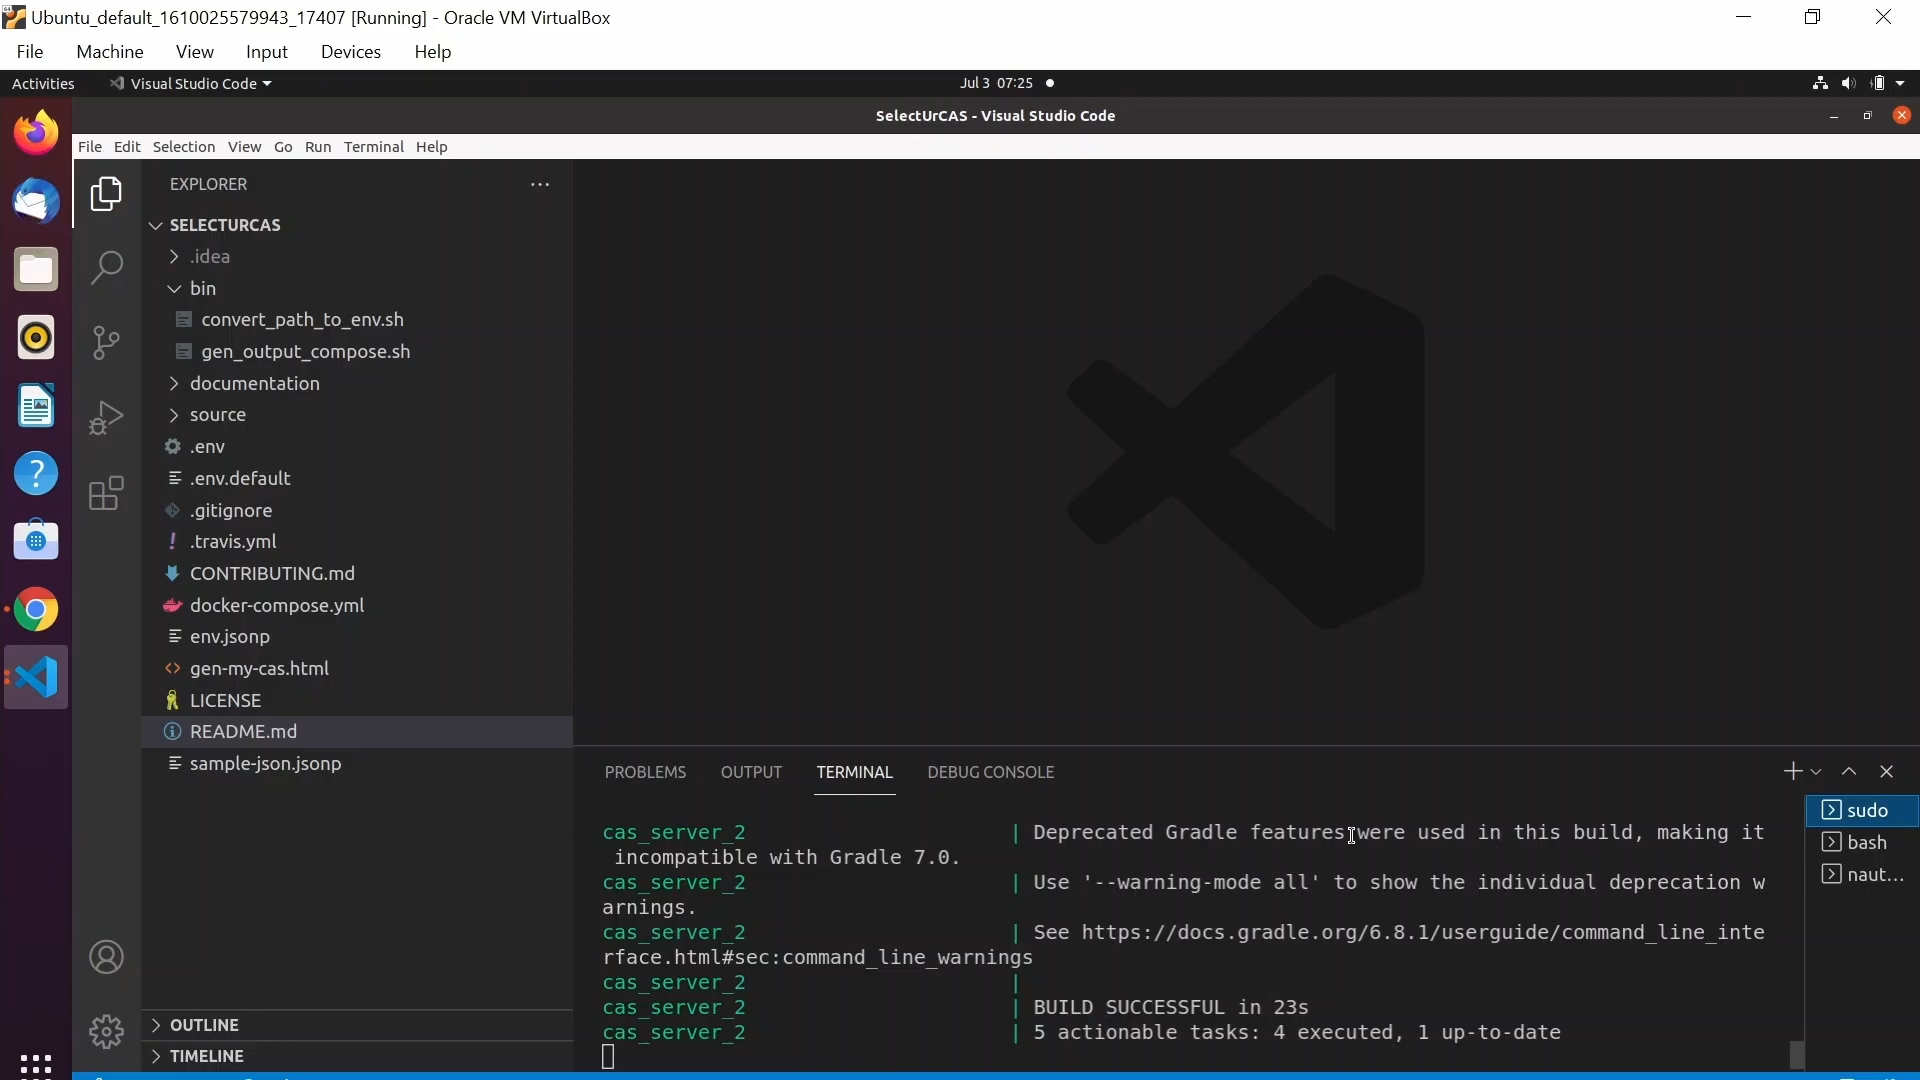 Ubuntu_default_1610025579943_17407 [Running] - Oracle VM VirtualBox
File Machine View Input Devices Help
Activities Visual Studio Code Jul 3 07:25
SelectUrCAS - Visual Studio Code
File Edit Selection View Go Run Terminal Help
EXPLORER
SELECTURCAS
.idea
bin
convert_path_to_env.sh
gen_output_compose.sh
documentation
source
.env
.env.default
.gitignore
.travis.yml
CONTRIBUTING.md
docker-compose.yml
env.jsonp
gen-my-cas.html
LICENSE
README.md
sample-json.jsonp
OUTLINE
TIMELINE
PROBLEMS OUTPUT TERMINAL DEBUG CONSOLE
cas_server_2 | Deprecated Gradle features were used in this build, making it
incompatible with Gradle 7.0.
cas_server_2 | Use '--warning-mode all' to show the individual deprecation w
arnings.
cas_server_2 | See https://docs.gradle.org/6.8.1/userguide/command_line_inte
rface.html#sec:command_line_warnings
cas_server_2 |
cas_server_2 | BUILD SUCCESSFUL in 23s
cas_server_2 | 5 actionable tasks: 4 executed, 1 up-to-date
sudo
bash
naut...